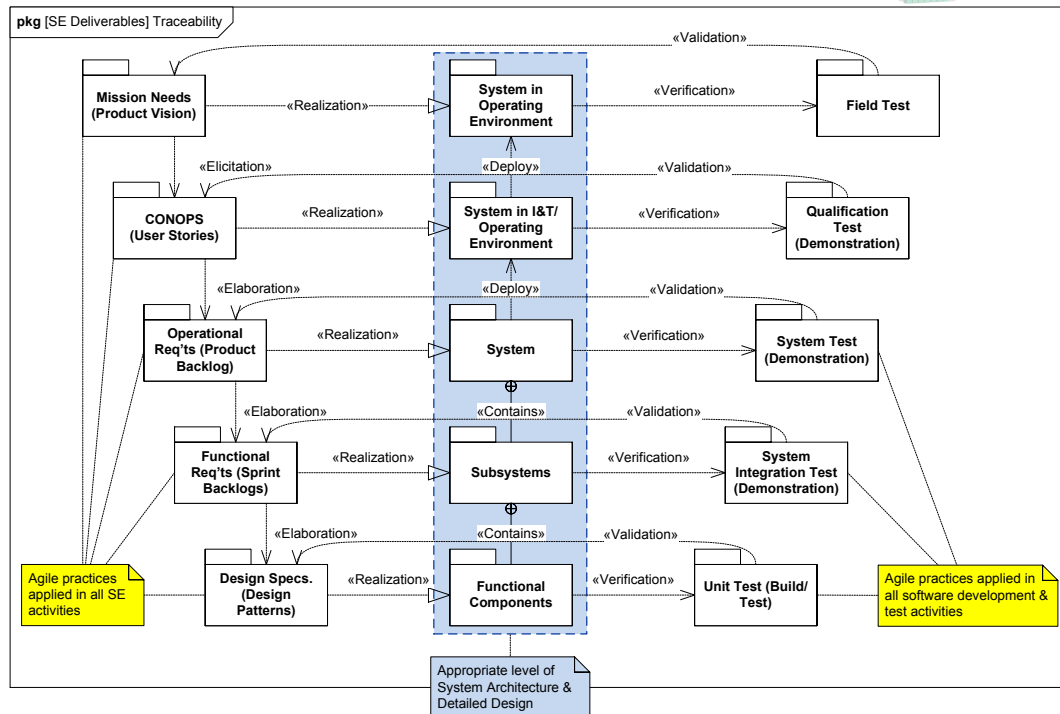 pkg [SE Deliverables] Traceability
«Validation»
Mission Needs
(Product Vision)
«Realization»
System in
Operating
Environment
«Verification»
Field Test
«Elicitation»
«Deploy»
«Validation»
CONOPS
(User Stories)
«Realization»
System in I&T/
Operating
Environment
«Verification»
Qualification
Test
(Demonstration)
«Elaboration»
«Deploy»
«Validation»
Operational
Req'ts (Product
Backlog)
«Realization»
System
«Verification»
System Test
(Demonstration)
«Elaboration»
«Contains»
«Validation»
Functional
Req'ts (Sprint
Backlogs)
«Realization»
Subsystems
«Verification»
System
Integration Test
(Demonstration)
«Elaboration»
«Contains»
«Validation»
Agile practices
applied in all SE
activities
Design Specs.
(Design
Patterns)
«Realization»
Functional
Components
«Verification»
Unit Test (Build/
Test)
Agile practices applied in
all software development &
test activities
Appropriate level of
System Architecture &
Detailed Design